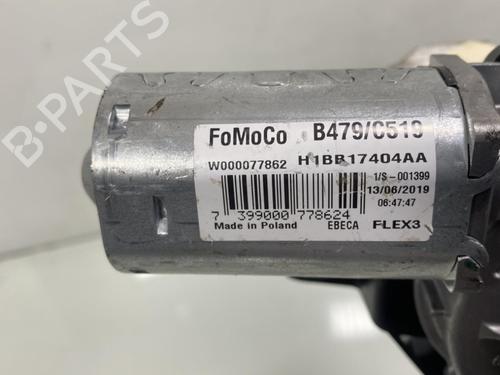 FoMoCo B479/C519
W000077862 H1BB17404AA
1/S-001399
13/06/2019
06:47:47
7 399000 778624
Made in Poland EBECA FLEX3
B-PARTS